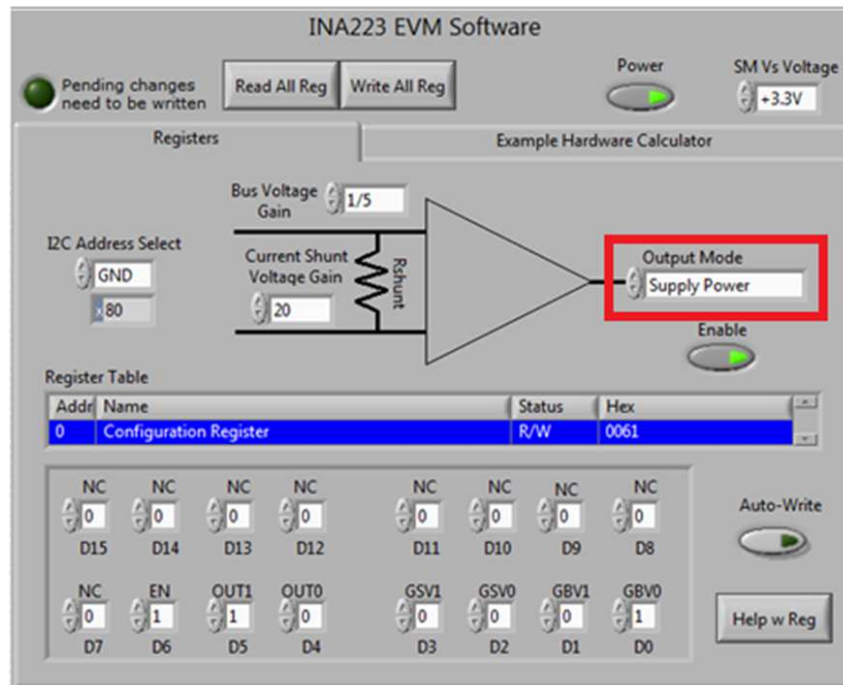 INA223 EVM Software
Pending changes
need to be written
Read All Reg
Write All Reg
Power
SM Vs Voltage
+3.3V
Registers
Example Hardware Calculator
Bus Voltage
Gain
1/5
I2C Address Select
GND
x 80
Current Shunt
Voltage Gain
20
Rshunt
Output Mode
Supply Power
Enable
Register Table
Addr Name Status Hex
0 Configuration Register R/W 0061
NC NC NC NC NC NC NC NC
0 0 0 0 0 0 0 0
D15 D14 D13 D12 D11 D10 D9 D8
Auto-Write
NC EN OUT1 OUT0 GSV1 GSV0 GBV1 GBV0
0 1 1 0 0 0 0 1
D7 D6 D5 D4 D3 D2 D1 D0
Help w Reg